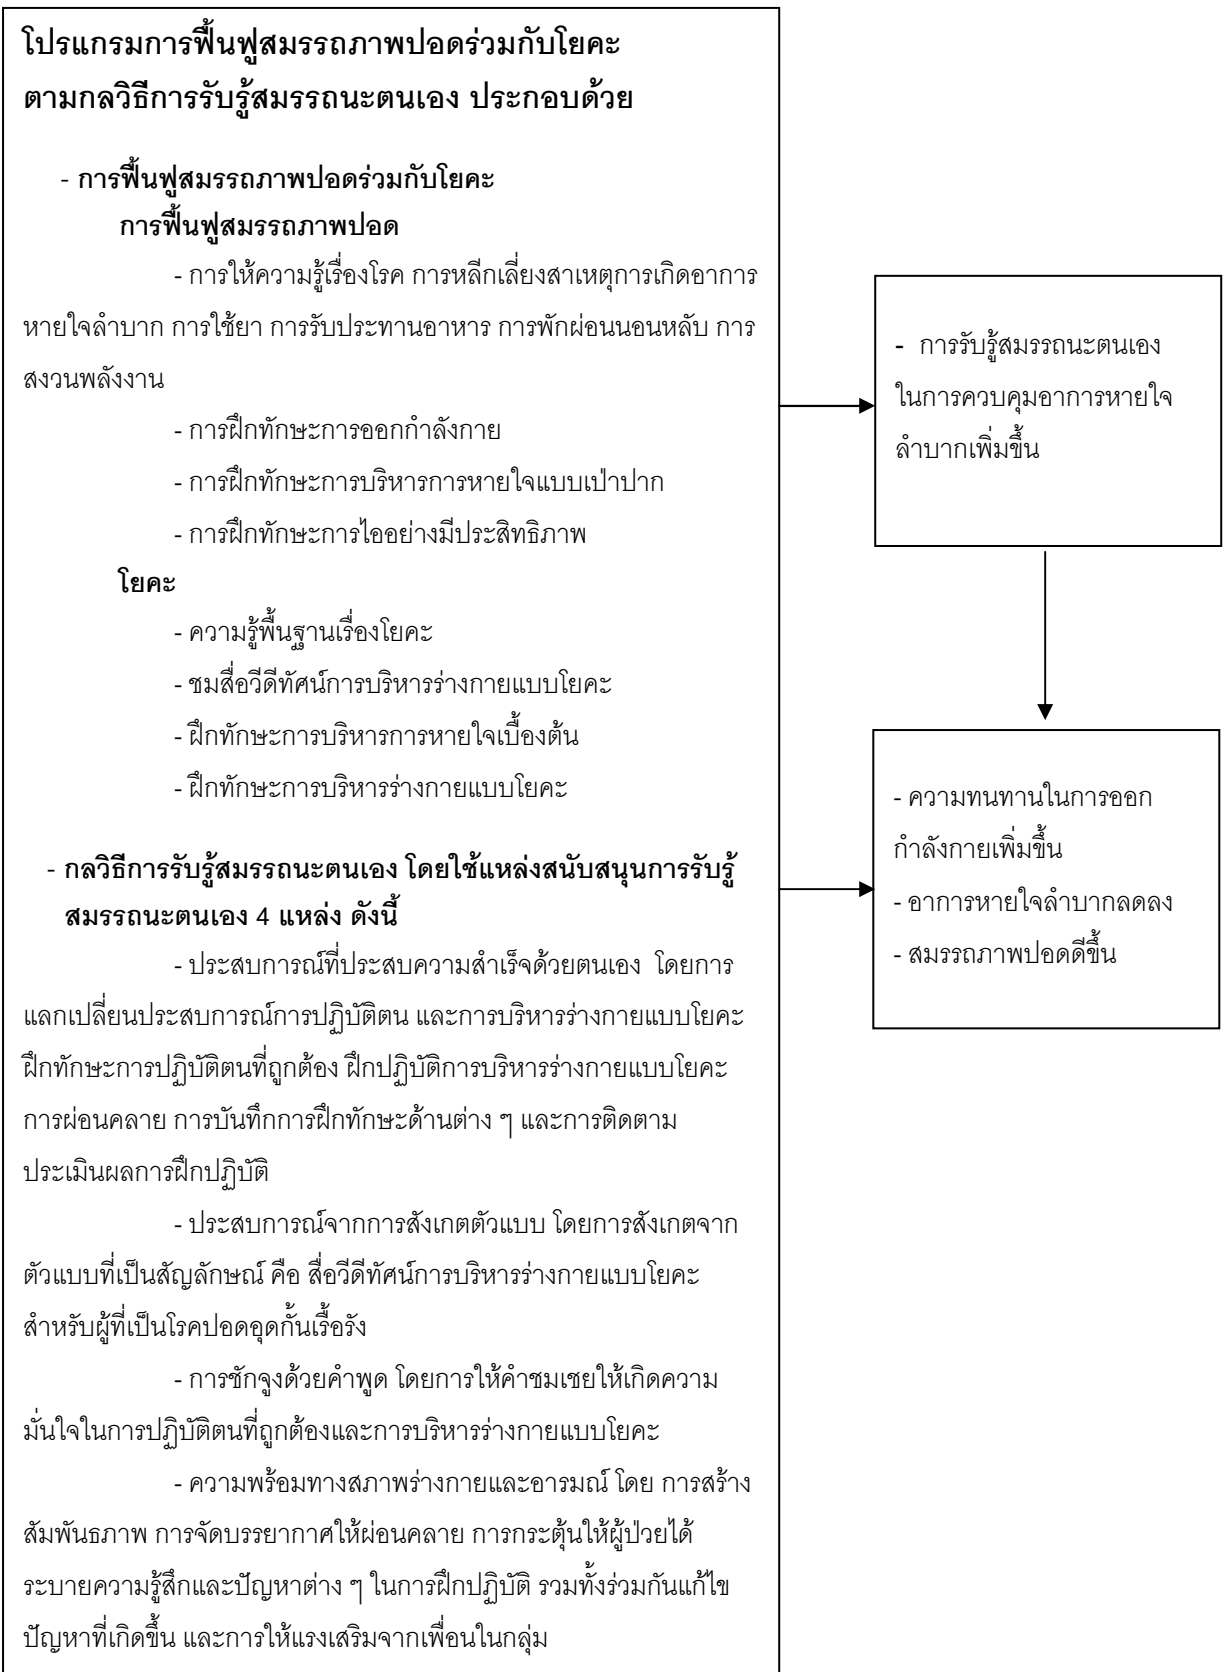 โปรแกรมการฟื้นฟูสมรรถภาพปอดร่วมกับโยคะ
ตามกลวิธีการรับรู้สมรรถนะตนเอง ประกอบด้วย
- การฟื้นฟูสมรรถภาพปอดร่วมกับโยคะ
การฟื้นฟูสมรรถภาพปอด
- การให้ความรู้เรื่องโรค การหลีกเลี่ยงสาเหตุการเกิดอาการ
หายใจลำบาก การใช้ยา การรับประทานอาหาร การพักผ่อนนอนหลับ การ
สงวนพลังงาน
- การฝึกทักษะการออกกำลังกาย
- การฝึกทักษะการบริหารการหายใจแบบเป่าปาก
- การฝึกทักษะการไออย่างมีประสิทธิภาพ
โยคะ
- ความรู้พื้นฐานเรื่องโยคะ
- ชมสื่อวีดีทัศน์การบริหารร่างกายแบบโยคะ
- ฝึกทักษะการบริหารการหายใจเบื้องต้น
- ฝึกทักษะการบริหารร่างกายแบบโยคะ
- กลวิธีการรับรู้สมรรถนะตนเอง โดยใช้แหล่งสนับสนุนการรับรู้
สมรรถนะตนเอง 4 แหล่ง ดังนี้
- ประสบการณ์ที่ประสบความสำเร็จด้วยตนเอง โดยการ
แลกเปลี่ยนประสบการณ์การปฏิบัติตน และการบริหารร่างกายแบบโยคะ
ฝึกทักษะการปฏิบัติตนที่ถูกต้อง ฝึกปฏิบัติการบริหารร่างกายแบบโยคะ
การผ่อนคลาย การบันทึกการฝึกทักษะด้านต่าง ๆ และการติดตาม
ประเมินผลการฝึกปฏิบัติ
- ประสบการณ์จากการสังเกตตัวแบบ โดยการสังเกตจาก
ตัวแบบที่เป็นสัญลักษณ์ คือ สื่อวีดีทัศน์การบริหารร่างกายแบบโยคะ
สำหรับผู้ที่เป็นโรคปอดอุดกั้นเรื้อรัง
- การชักจูงด้วยคำพูด โดยการให้คำชมเชยให้เกิดความ
มั่นใจในการปฏิบัติตนที่ถูกต้องและการบริหารร่างกายแบบโยคะ
- ความพร้อมทางสภาพร่างกายและอารมณ์ โดย การสร้าง
สัมพันธภาพ การจัดบรรยากาศให้ผ่อนคลาย การกระตุ้นให้ผู้ป่วยได้
ระบายความรู้สึกและปัญหาต่าง ๆ ในการฝึกปฏิบัติ รวมทั้งร่วมกันแก้ไข
ปัญหาที่เกิดขึ้น และการให้แรงเสริมจากเพื่อนในกลุ่ม
- การรับรู้สมรรถนะตนเอง
ในการควบคุมอาการหายใจ
ลำบากเพิ่มขึ้น
- ความทนทานในการออก
กำลังกายเพิ่มขึ้น
- อาการหายใจลำบากลดลง
- สมรรถภาพปอดดีขึ้น